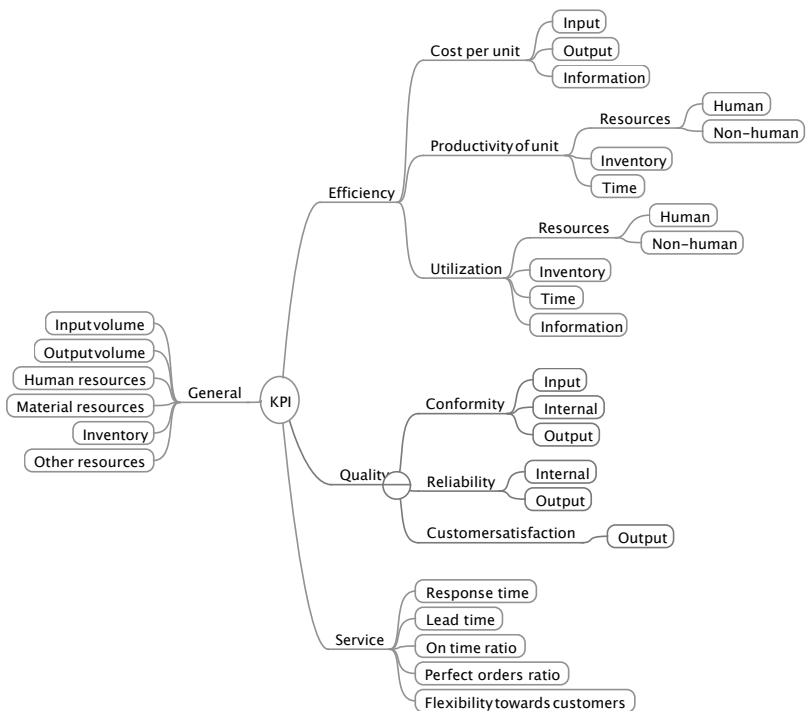 Input
Cost per unit
Output
Information
Human
Resources
Non-human
Productivity of unit
Inventory
Time
Efficiency
Human
Resources
Non-human
Utilization
Inventory
Time
Information
Input volume
Output volume
Human resources
General
KPI
Material resources
Inventory
Other resources
Input
Conformity
Internal
Output
Quality
Internal
Reliability
Output
Customersatisfaction
Output
Response time
Lead time
Service
On time ratio
Perfect orders ratio
Flexibility towards customers